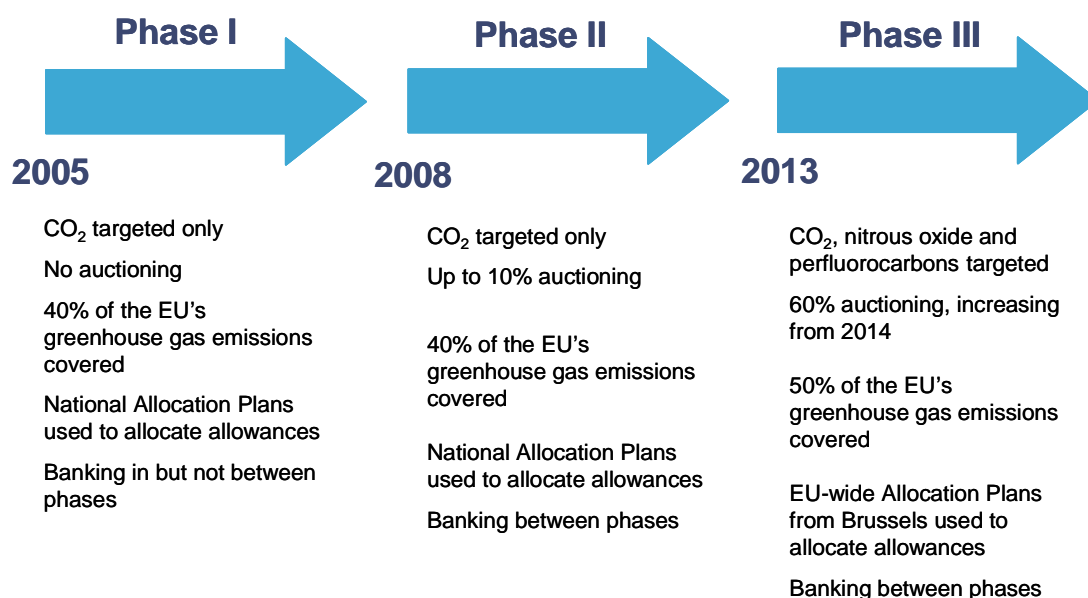 Phase I
2005
CO₂ targeted only
No auctioning
40% of the EU’s
greenhouse gas emissions
covered
National Allocation Plans
used to allocate allowances
Banking in but not between
phases
Phase II
2008
CO₂ targeted only
Up to 10% auctioning
40% of the EU’s
greenhouse gas emissions
covered
National Allocation Plans
used to allocate allowances
Banking between phases
Phase III
2013
CO₂, nitrous oxide and
perfluorocarbons targeted
60% auctioning, increasing
from 2014
50% of the EU’s
greenhouse gas emissions
covered
EU-wide Allocation Plans
from Brussels used to
allocate allowances
Banking between phases